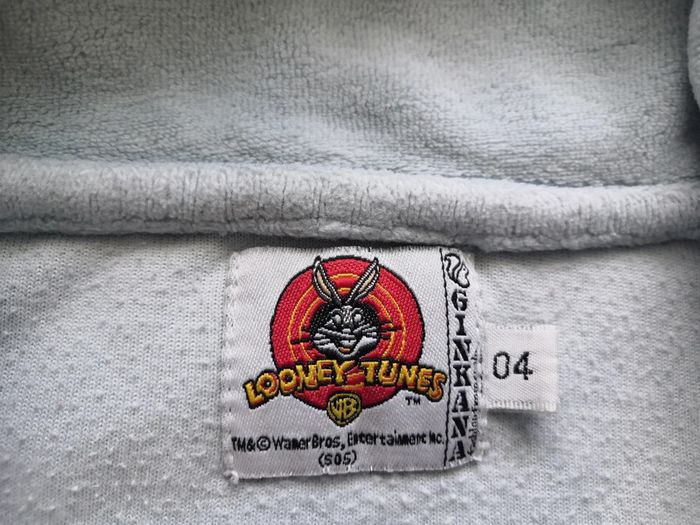 LOONEY TUNES
TM
WB
TM&© Warner Bros, Entertainment Inc.
(S05)
GINKANA
04